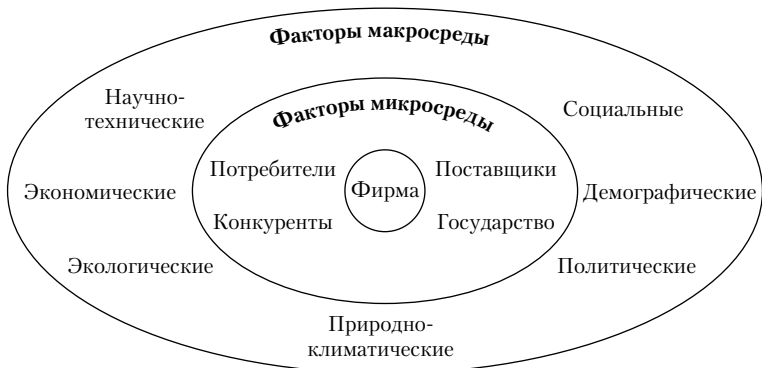 Факторы макросреды
Научно-
технические
Социальные
Факторы микросреды
Потребители
Поставщики
Экономические
Фирма
Демографические
Конкуренты
Государство
Экологические
Политические
Природно-
климатические